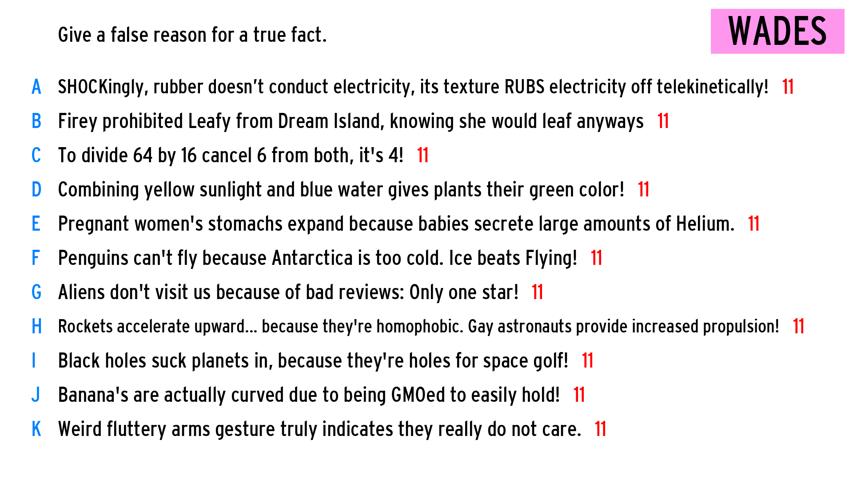 Give a false reason for a true fact.
WADES
A SHOCKingly, rubber doesn't conduct electricity, its texture RUBS electricity off telekinetically! 11
B Firey prohibited Leafy from Dream Island, knowing she would leaf anyways 11
C To divide 64 by 16 cancel 6 from both, it's 4! 11
D Combining yellow sunlight and blue water gives plants their green color! 11
E Pregnant women's stomachs expand because babies secrete large amounts of Helium. 11
F Penguins can't fly because Antarctica is too cold. Ice beats Flying! 11
G Aliens don't visit us because of bad reviews: Only one star! 11
H Rockets accelerate upward... because they're homophobic. Gay astronauts provide increased propulsion! 11
I Black holes suck planets in, because they're holes for space golf! 11
J Banana's are actually curved due to being GMOed to easily hold! 11
K Weird fluttery arms gesture truly indicates they really do not care. 11